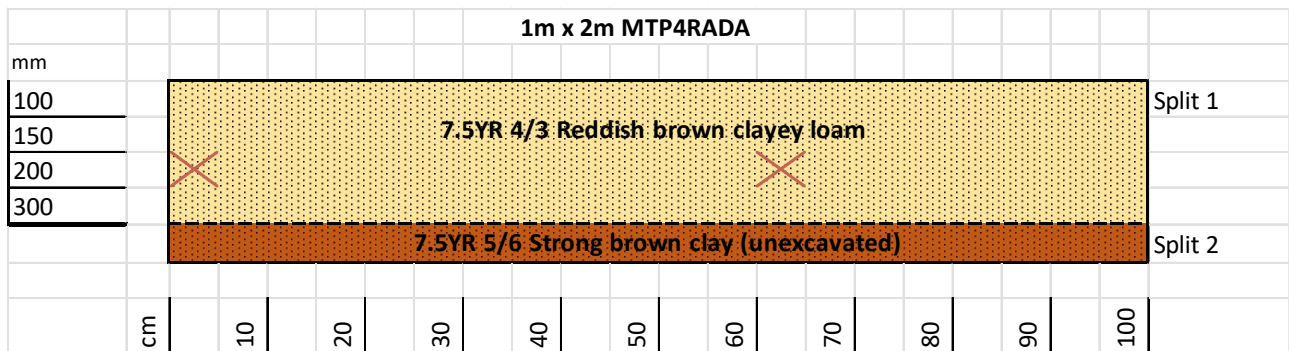 1m x 2m MTP4RADA
mm
100
Split 1
150
7.5YR 4/3 Reddish brown clayey loam
200
300
7.5YR 5/6 Strong brown clay (unexcavated)
Split 2
cm 10 20 30 40 50 60 70 80 90 100